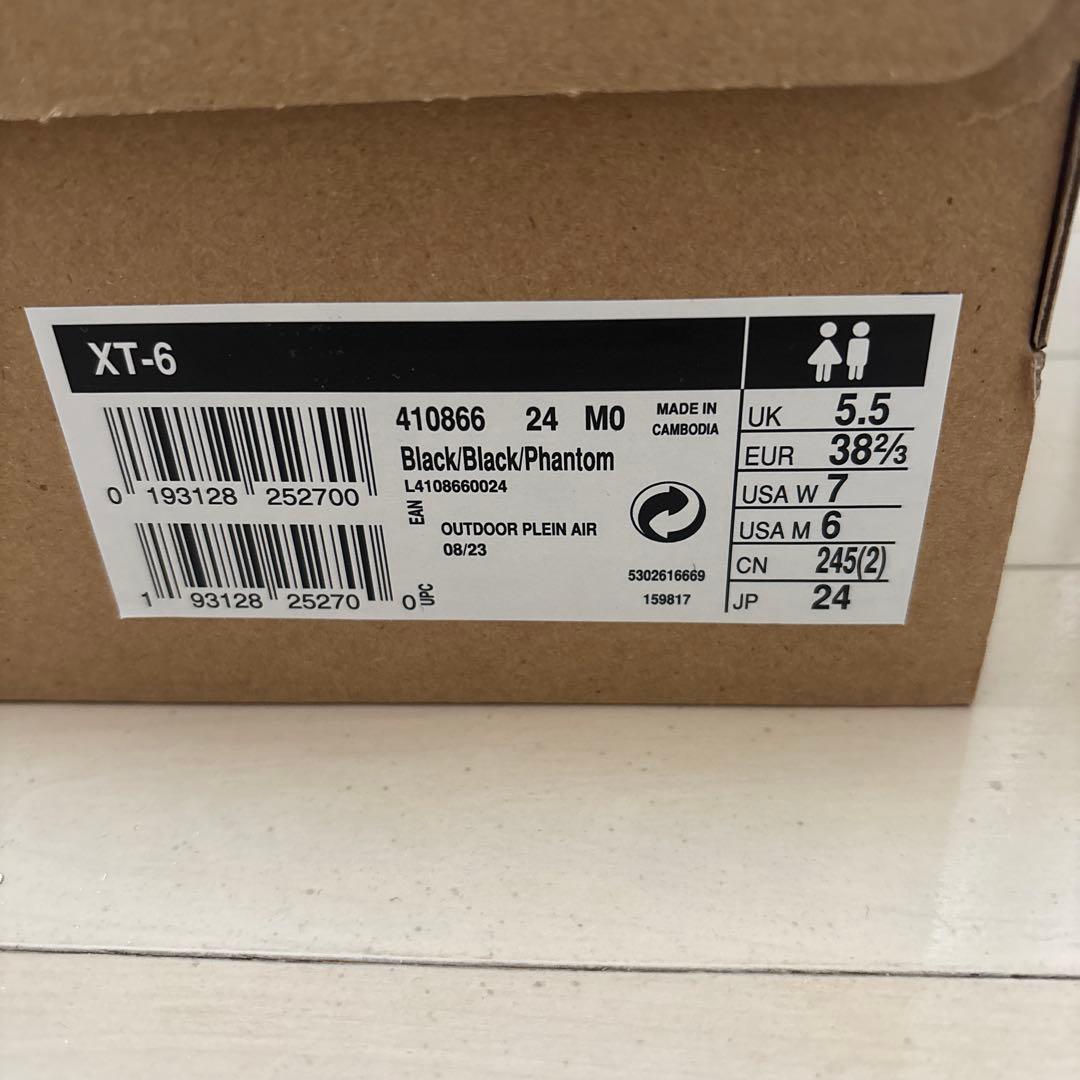 XT-6
410866 24 M0
MADE IN
CAMBODIA
Black/Black/Phantom
L4108660024
0 193128 252700
EAN
OUTDOOR PLEIN AIR
08/23
1 93128 25270 0
UPC
5302616669
159817
UK 5.5
EUR 38⅔
USA W 7
USA M 6
CN 245(2)
JP 24